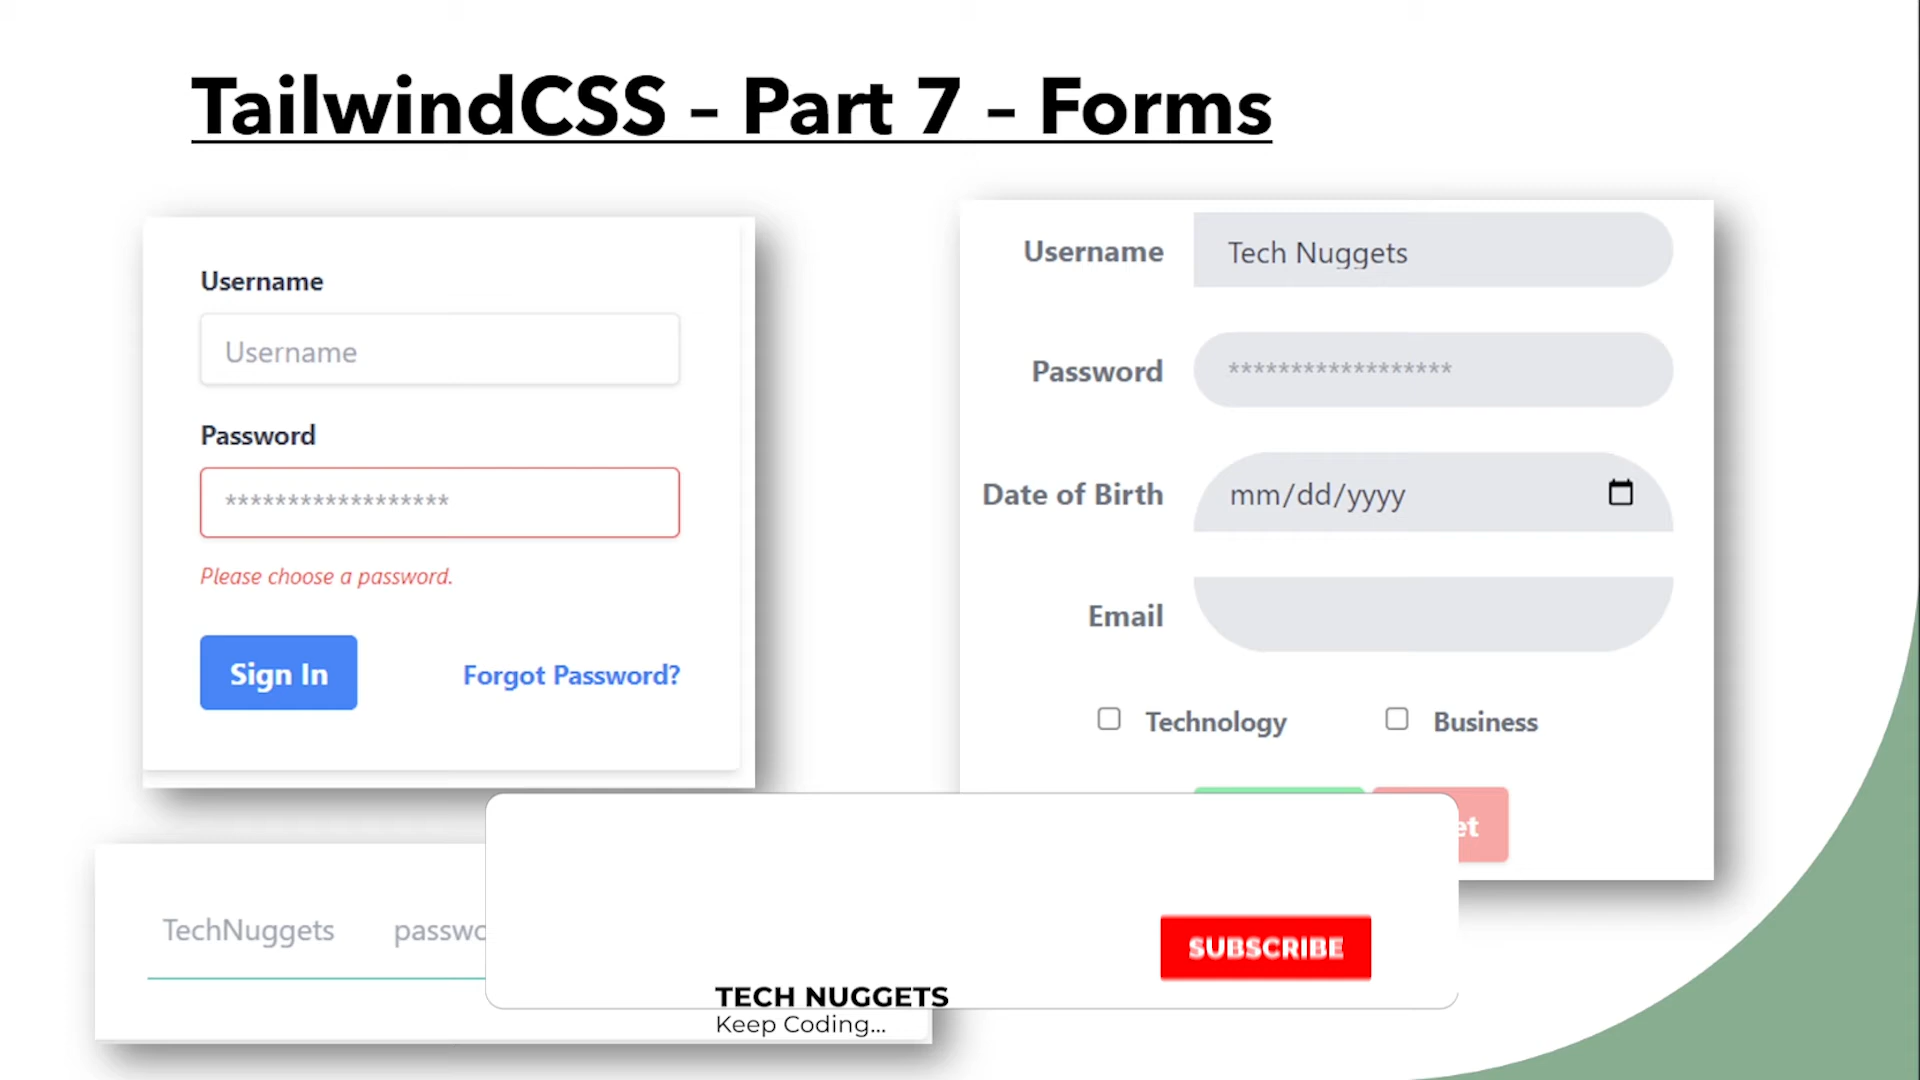 TailwindCSS – Part 7 – Forms
Username
Username
Password
******************
Please choose a password.
Sign In
Forgot Password?
Username
Tech Nuggets
Password
******************
Date of Birth
mm/dd/yyyy
Email
Technology
Business
TechNuggets
SUBSCRIBE
TECH NUGGETS
Keep Coding...